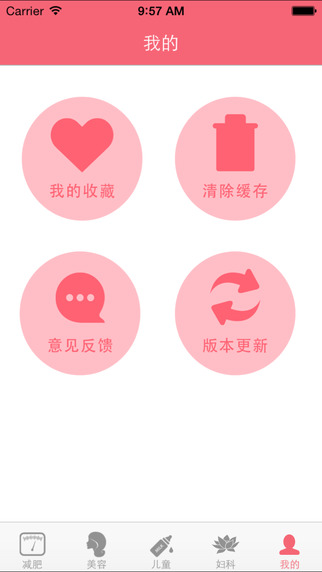 Carrier 9:57 AM
我的
我的收藏 清除缓存
意见反馈 版本更新
减肥 美容 儿童 妇科 我的